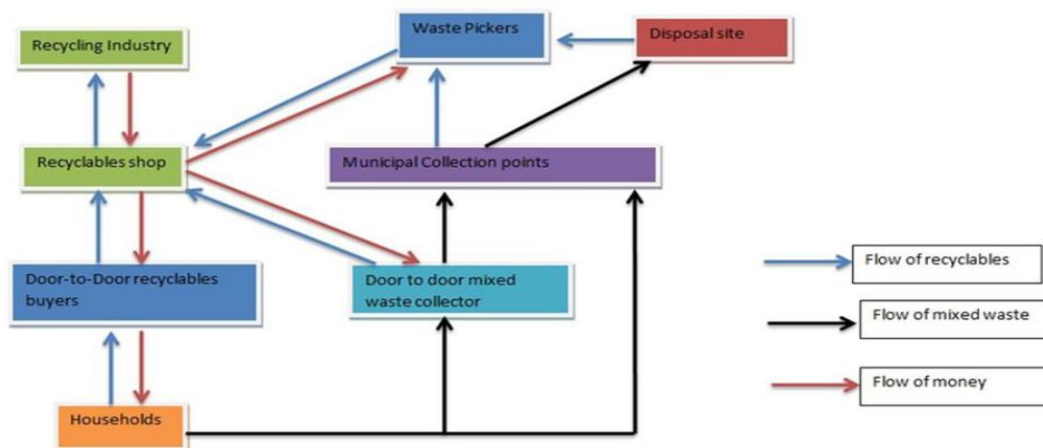 Recycling Industry
Waste Pickers
Disposal site
Recyclables shop
Municipal Collection points
Door-to-Door recyclables
buyers
Door to door mixed
waste collector
Households
Flow of recyclables
Flow of mixed waste
Flow of money